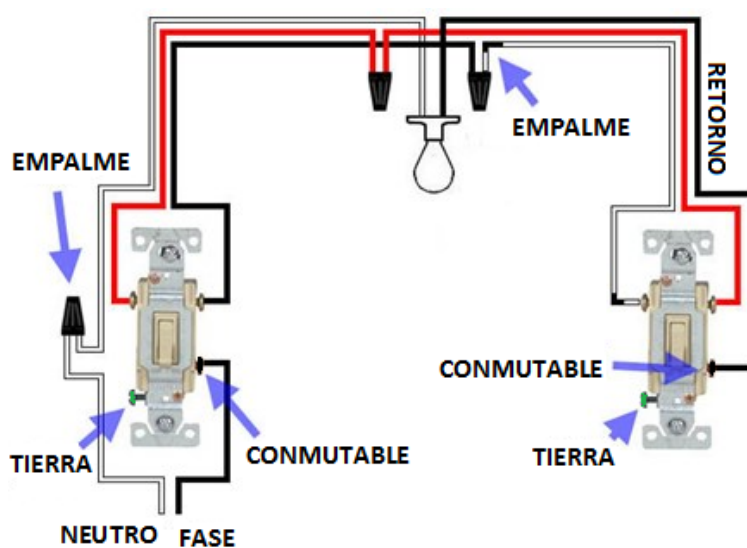 RETORNO
EMPALME
EMPALME
CONMUTABLE
TIERRA
CONMUTABLE
TIERRA
NEUTRO
FASE